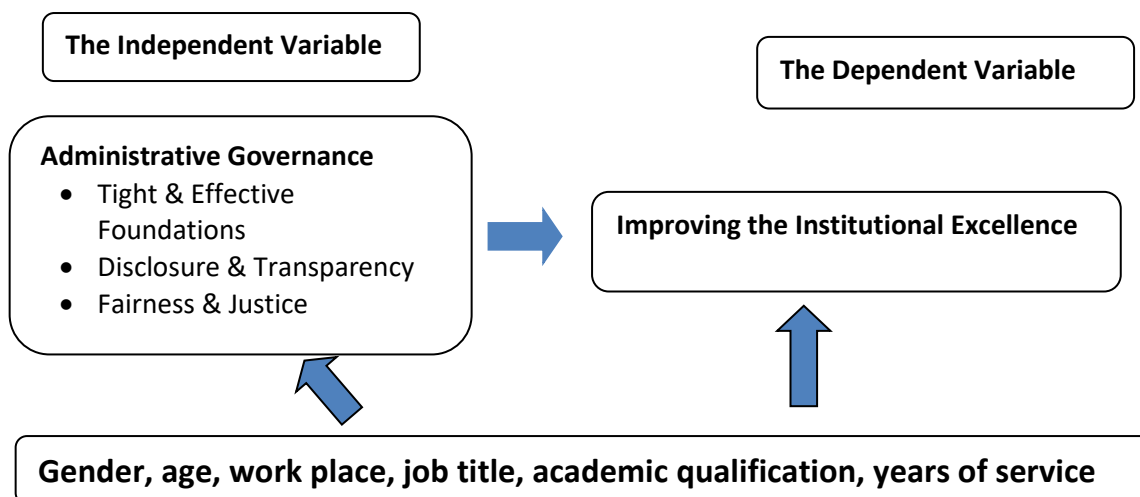 The Independent Variable
The Dependent Variable
Administrative Governance
• Tight & Effective
Foundations
• Disclosure & Transparency
• Fairness & Justice
Improving the Institutional Excellence
Gender, age, work place, job title, academic qualification, years of service